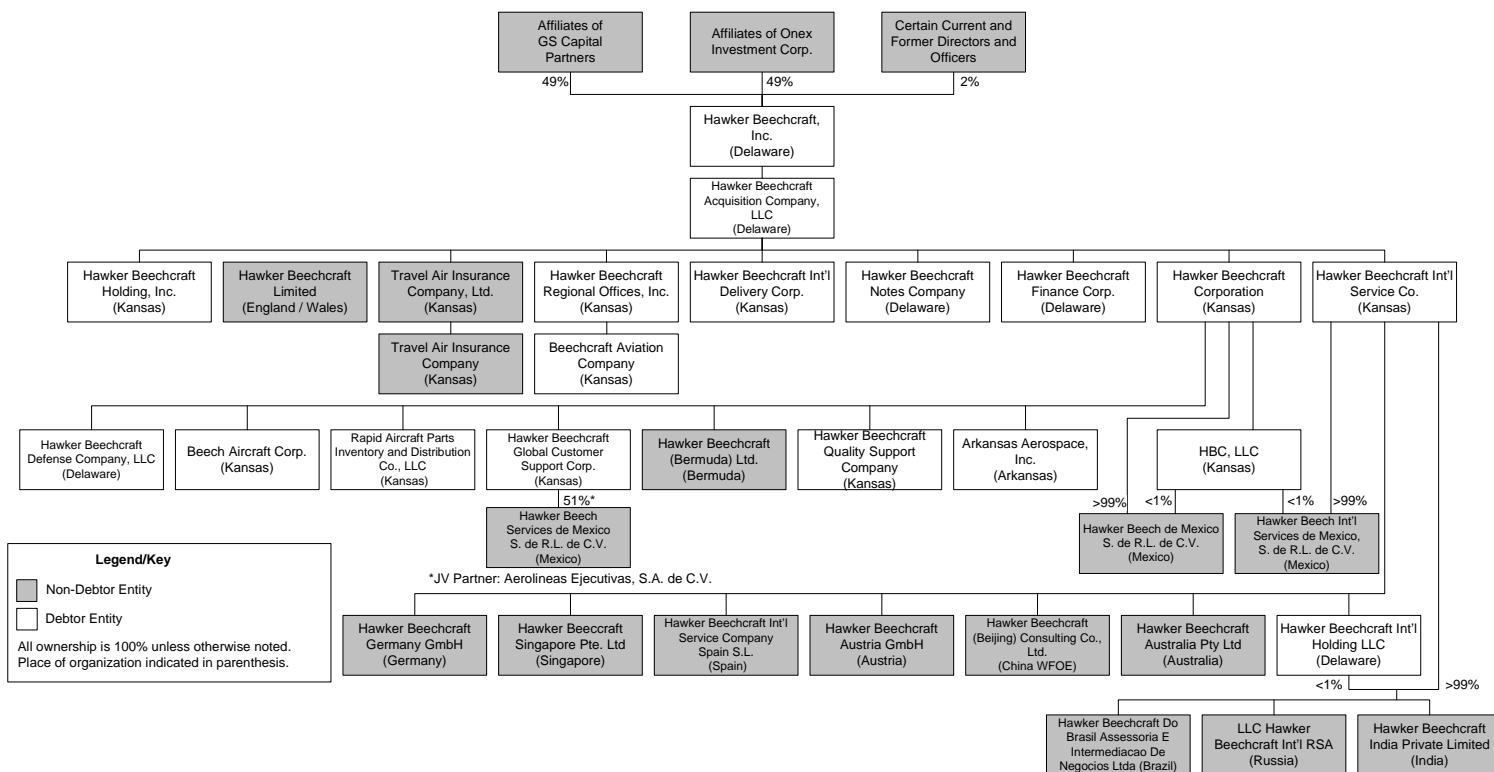 Affiliates of
GS Capital
Partners
Affiliates of Onex
Investment Corp.
Certain Current and
Former Directors and
Officers
49%
49%
2%
Hawker Beechcraft,
Inc.
(Delaware)
Hawker Beechcraft
Acquisition Company,
LLC
(Delaware)
Hawker Beechcraft
Holding, Inc.
(Kansas)
Hawker Beechcraft
Limited
(England / Wales)
Travel Air Insurance
Company, Ltd.
(Kansas)
Hawker Beechcraft
Regional Offices, Inc.
(Kansas)
Hawker Beechcraft Int'l
Delivery Corp.
(Kansas)
Hawker Beechcraft
Notes Company
(Delaware)
Hawker Beechcraft
Finance Corp.
(Delaware)
Hawker Beechcraft
Corporation
(Kansas)
Hawker Beechcraft Int'l
Service Co.
(Kansas)
Travel Air Insurance
Company
(Kansas)
Beechcraft Aviation
Company
(Kansas)
Hawker Beechcraft
Defense Company, LLC
(Delaware)
Beech Aircraft Corp.
(Kansas)
Rapid Aircraft Parts
Inventory and Distribution
Co., LLC
(Kansas)
Hawker Beechcraft
Global Customer
Support Corp.
(Kansas)
Hawker Beechcraft
(Bermuda) Ltd.
(Bermuda)
Hawker Beechcraft
Quality Support
Company
(Kansas)
Arkansas Aerospace,
Inc.
(Arkansas)
HBC, LLC
(Kansas)
51%*
>99%
<1%
<1%
>99%
Hawker Beech
Services de Mexico
S. de R.L. de C.V.
(Mexico)
Hawker Beech de Mexico
S. de R.L. de C.V.
(Mexico)
Hawker Beech Int'l
Services de Mexico,
S. de R.L. de C.V.
(Mexico)
*JV Partner: Aerolineas Ejecutivas, S.A. de C.V.
Legend/Key
Non-Debtor Entity
Debtor Entity
All ownership is 100% unless otherwise noted.
Place of organization indicated in parenthesis.
Hawker Beechcraft
Germany GmbH
(Germany)
Hawker Beeccraft
Singapore Pte. Ltd
(Singapore)
Hawker Beechcraft Int'l
Service Company
Spain S.L.
(Spain)
Hawker Beechcraft
Austria GmbH
(Austria)
Hawker Beechcraft
(Beijing) Consulting Co.,
Ltd.
(China WFOE)
Hawker Beechcraft
Australia Pty Ltd
(Australia)
Hawker Beechcraft Int'l
Holding LLC
(Delaware)
<1%
>99%
Hawker Beechcraft Do
Brasil Assessoria E
Intermediacao De
Negocios Ltda (Brazil)
LLC Hawker
Beechcraft Int'l RSA
(Russia)
Hawker Beechcraft
India Private Limited
(India)